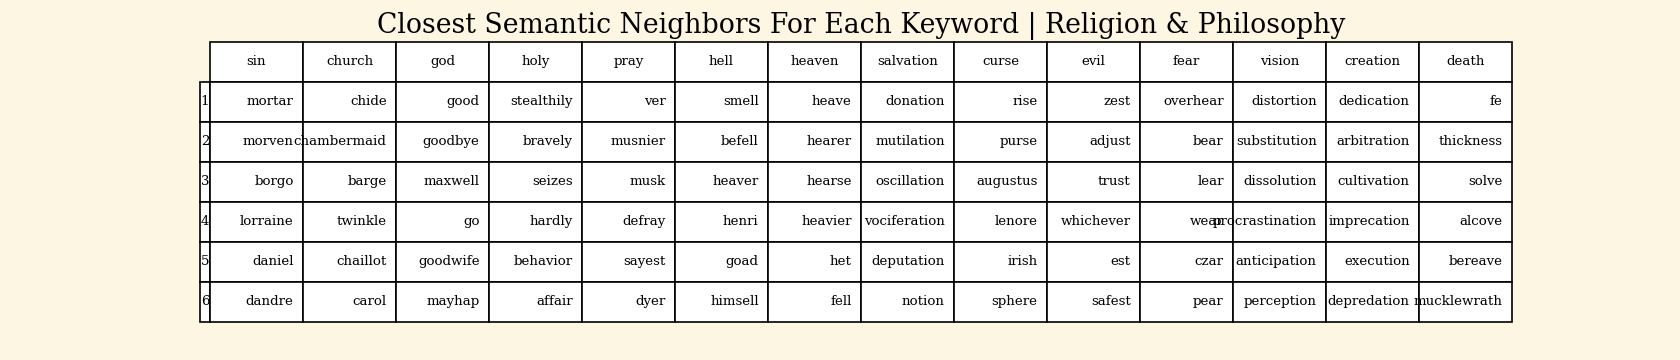 Closest Semantic Neighbors For Each Keyword | Religion & Philosophy
sin church god holy pray hell heaven salvation curse evil fear vision creation death
1 mortar chide good stealthily ver smell heave donation rise zest overhear distortion dedication fe
2 morven chambermaid goodbye bravely musnier befell hearer mutilation purse adjust bear substitution arbitration thickness
3 borgo barge maxwell seizes musk heaver hearse oscillation augustus trust lear dissolution cultivation solve
4 lorraine twinkle go hardly defray henri heavier vociferation lenore whichever wear procrastination imprecation alcove
5 daniel chaillot goodwife behavior sayest goad het deputation irish est czar anticipation execution bereave
6 dandre carol mayhap affair dyer himsell fell notion sphere safest pear perception depredation mucklewrath